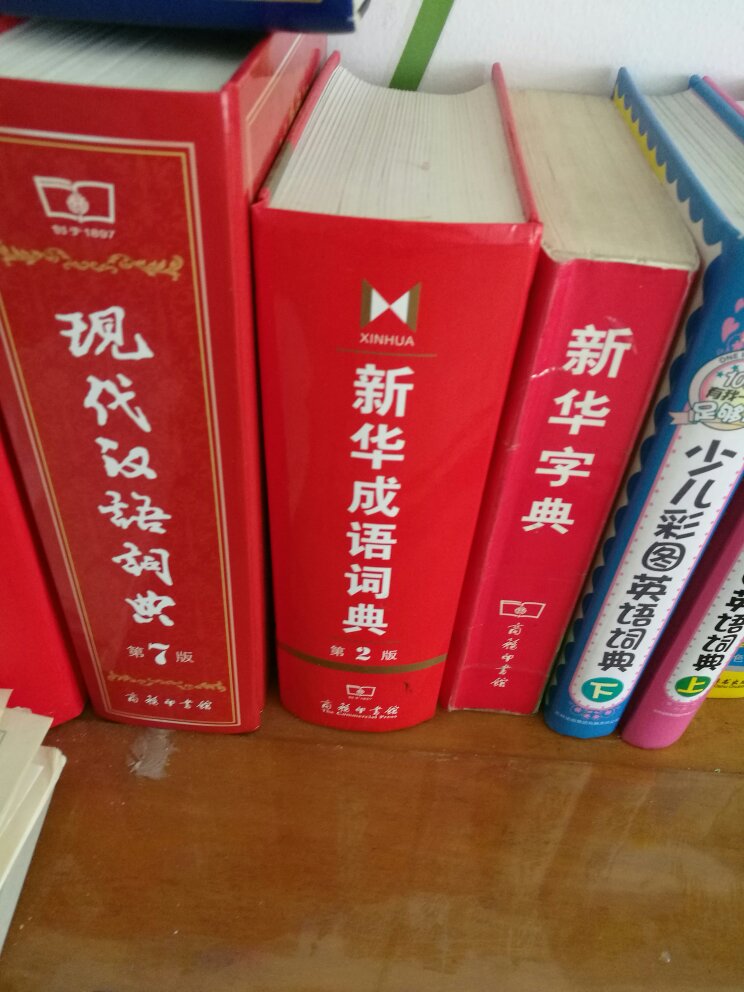 创于1897
现代汉语词典
第7版
商务印书馆
XINHUA
新华成语词典
第2版
商务印书馆
The Commercial Press
新华字典
商务印书馆
少儿彩图英语词典
下
英语词典
上